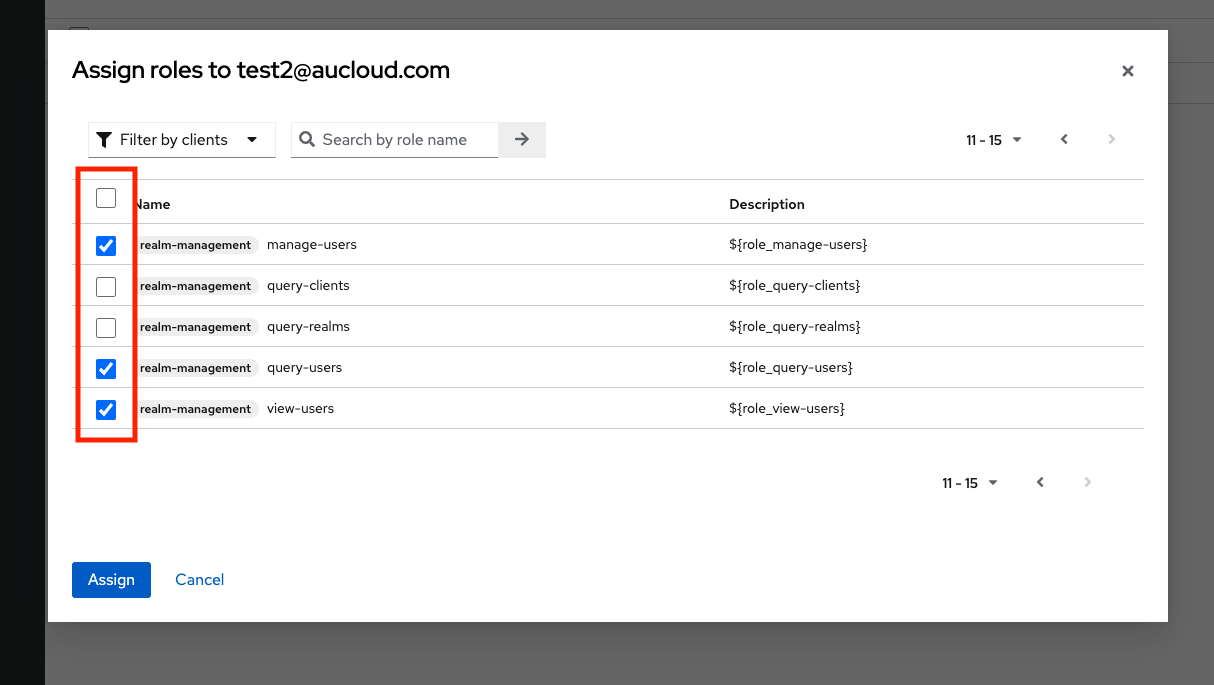 Assign roles to test2@aucloud.com
Filter by clients Search by role name 11 - 15
Name Description
realm-management manage-users ${role_manage-users}
realm-management query-clients ${role_query-clients}
realm-management query-realms ${role_query-realms}
realm-management query-users ${role_query-users}
realm-management view-users ${role_view-users}
11 - 15
Assign Cancel